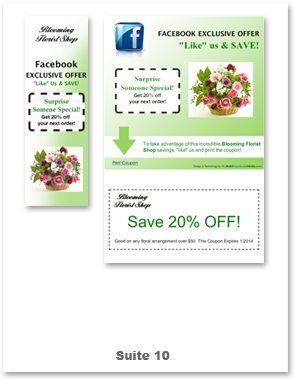 Blooming
Florist Shop
Facebook
EXCLUSIVE OFFER
"Like" Us & SAVE!
Surprise
Someone Special!
Get 20% off
your next order!
FACEBOOK EXCLUSIVE OFFER
"Like" us & SAVE!
Surprise
Someone Special!
Get 20% off
your next order!
To take advantage of this incredible Blooming Florist
Shop savings, "like" us and print the coupon!
Print Coupon
Blooming
Florist Shop
Save 20% OFF!
Good on any floral arrangement over $50. This Coupon Expires 1/2014
Suite 10